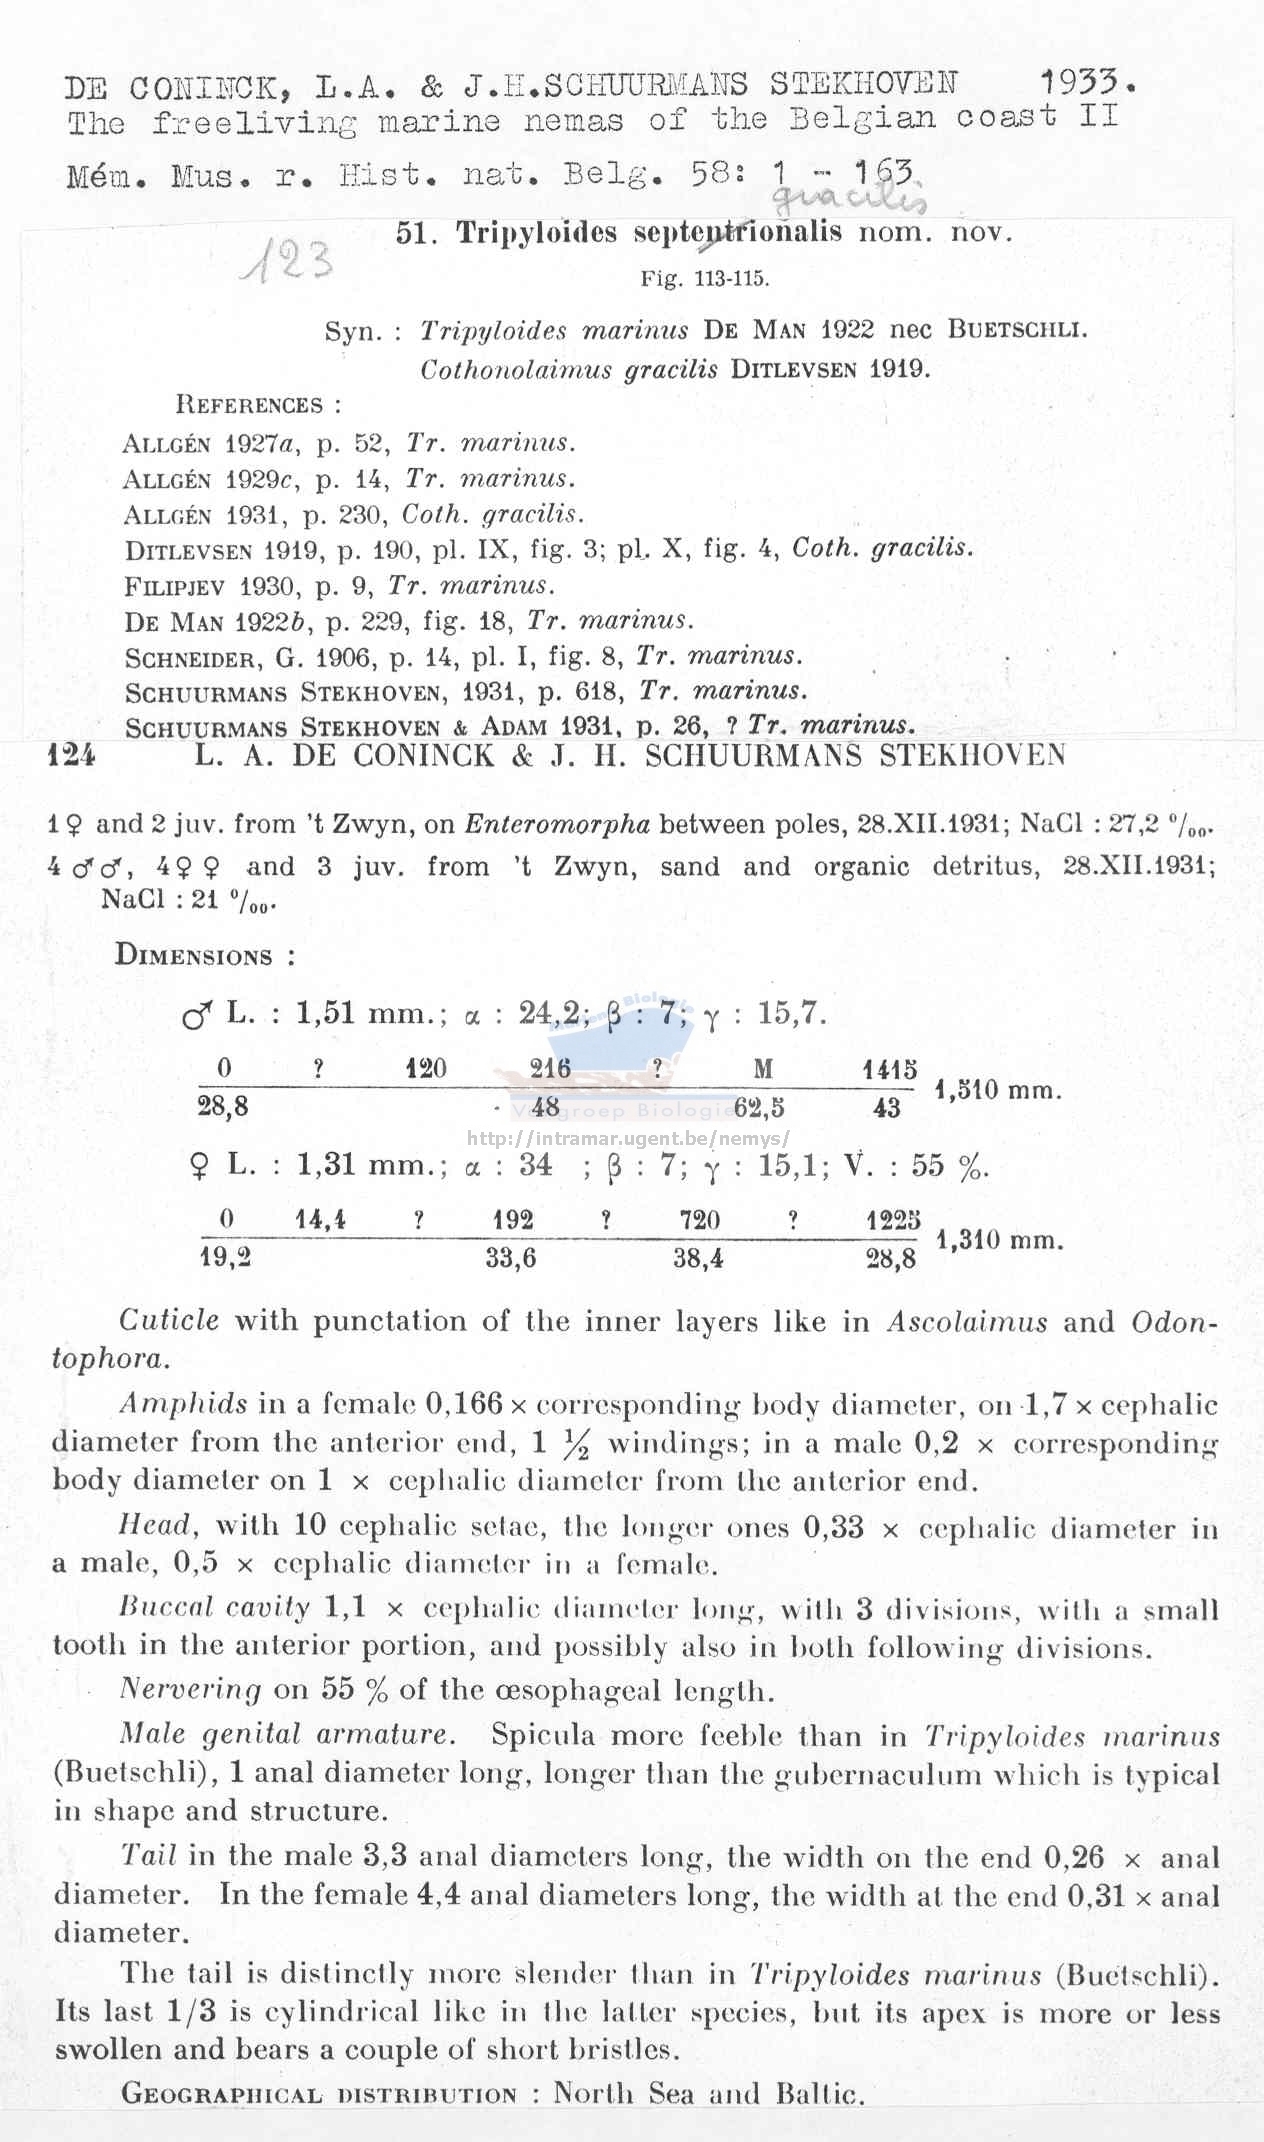 DE CONINCK, L.A. & J.H.SCHUURMANS STEKHOVEN 1933.
The freeliving marine nemas of the Belgian coast II
Mém. Mus. r. Hist. nat. Belg. 58: 1 - 163.
gracilis
51. Tripyloides septentrionalis nom. nov.
123
Fig. 113-115.
Syn. : Tripyloides marinus DE MAN 1922 nec BUETSCHLI.
Cothonolaimus gracilis DITLEVSEN 1919.
REFERENCES :
ALLGÉN 1927a, p. 52, Tr. marinus.
ALLGÉN 1929c, p. 14, Tr. marinus.
ALLGÉN 1931, p. 230, Coth. gracilis.
DITLEVSEN 1919, p. 190, pl. IX, fig. 3; pl. X, fig. 4, Coth. gracilis.
FILIPJEV 1930, p. 9, Tr. marinus.
DE MAN 1922b, p. 229, fig. 18, Tr. marinus.
SCHNEIDER, G. 1906, p. 14, pl. I, fig. 8, Tr. marinus.
SCHUURMANS STEKHOVEN, 1931, p. 618, Tr. marinus.
SCHUURMANS STEKHOVEN & ADAM 1931, p. 26, ? Tr. marinus.
124 L. A. DE CONINCK & J. H. SCHUURMANS STEKHOVEN
1 ♀ and 2 juv. from 't Zwyn, on Enteromorpha between poles, 28.XII.1931; NaCl : 27,2 ‰.
4 ♂♂, 4 ♀♀ and 3 juv. from 't Zwyn, sand and organic detritus, 28.XII.1931;
NaCl : 21 ‰.
DIMENSIONS :
♂ L. : 1,51 mm.; α : 24,2; β : 7; γ : 15,7.
0 ? 120 216 ? M 1415
1,510 mm.
28,8 48 62,5 43
Vakgroep Biologie
http://intramar.ugent.be/nemys/
♀ L. : 1,31 mm.; α : 34 ; β : 7; γ : 15,1; V. : 55 %.
0 14,4 ? 192 ? 720 ? 1225
1,310 mm.
19,2 33,6 38,4 28,8
Cuticle with punctation of the inner layers like in Ascolaimus and Odon-
tophora.
Amphids in a female 0,166 x corresponding body diameter, on 1,7 x cephalic
diameter from the anterior end, 1 ½ windings; in a male 0,2 x corresponding
body diameter on 1 x cephalic diameter from the anterior end.
Head, with 10 cephalic setae, the longer ones 0,33 x cephalic diameter in
a male, 0,5 x cephalic diameter in a female.
Buccal cavity 1,1 x cephalic diameter long, with 3 divisions, with a small
tooth in the anterior portion, and possibly also in both following divisions.
Nervering on 55 % of the œsophageal length.
Male genital armature. Spicula more feeble than in Tripyloides marinus
(Buetschli), 1 anal diameter long, longer than the gubernaculum which is typical
in shape and structure.
Tail in the male 3,3 anal diameters long, the width on the end 0,26 x anal
diameter. In the female 4,4 anal diameters long, the width at the end 0,31 x anal
diameter.
The tail is distinctly more slender than in Tripyloides marinus (Buetschli).
Its last 1/3 is cylindrical like in the latter species, but its apex is more or less
swollen and bears a couple of short bristles.
GEOGRAPHICAL DISTRIBUTION : North Sea and Baltic.